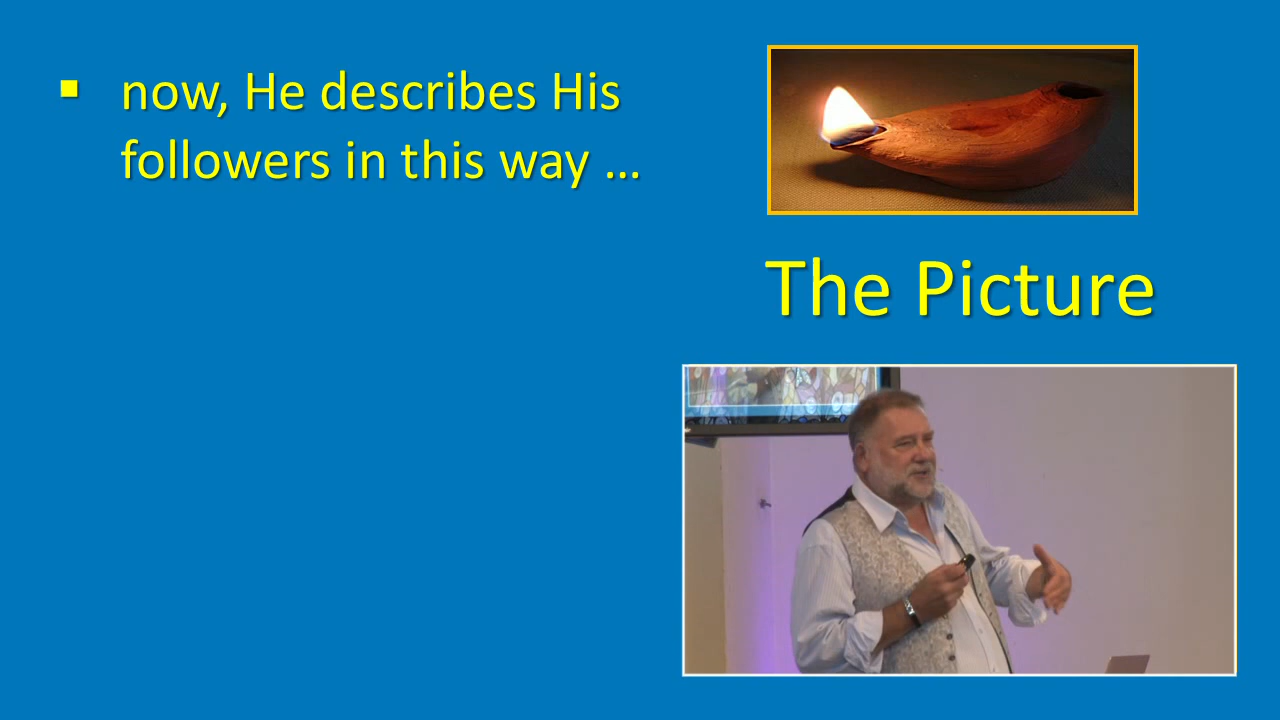 now, He describes His
followers in this way …
The Picture